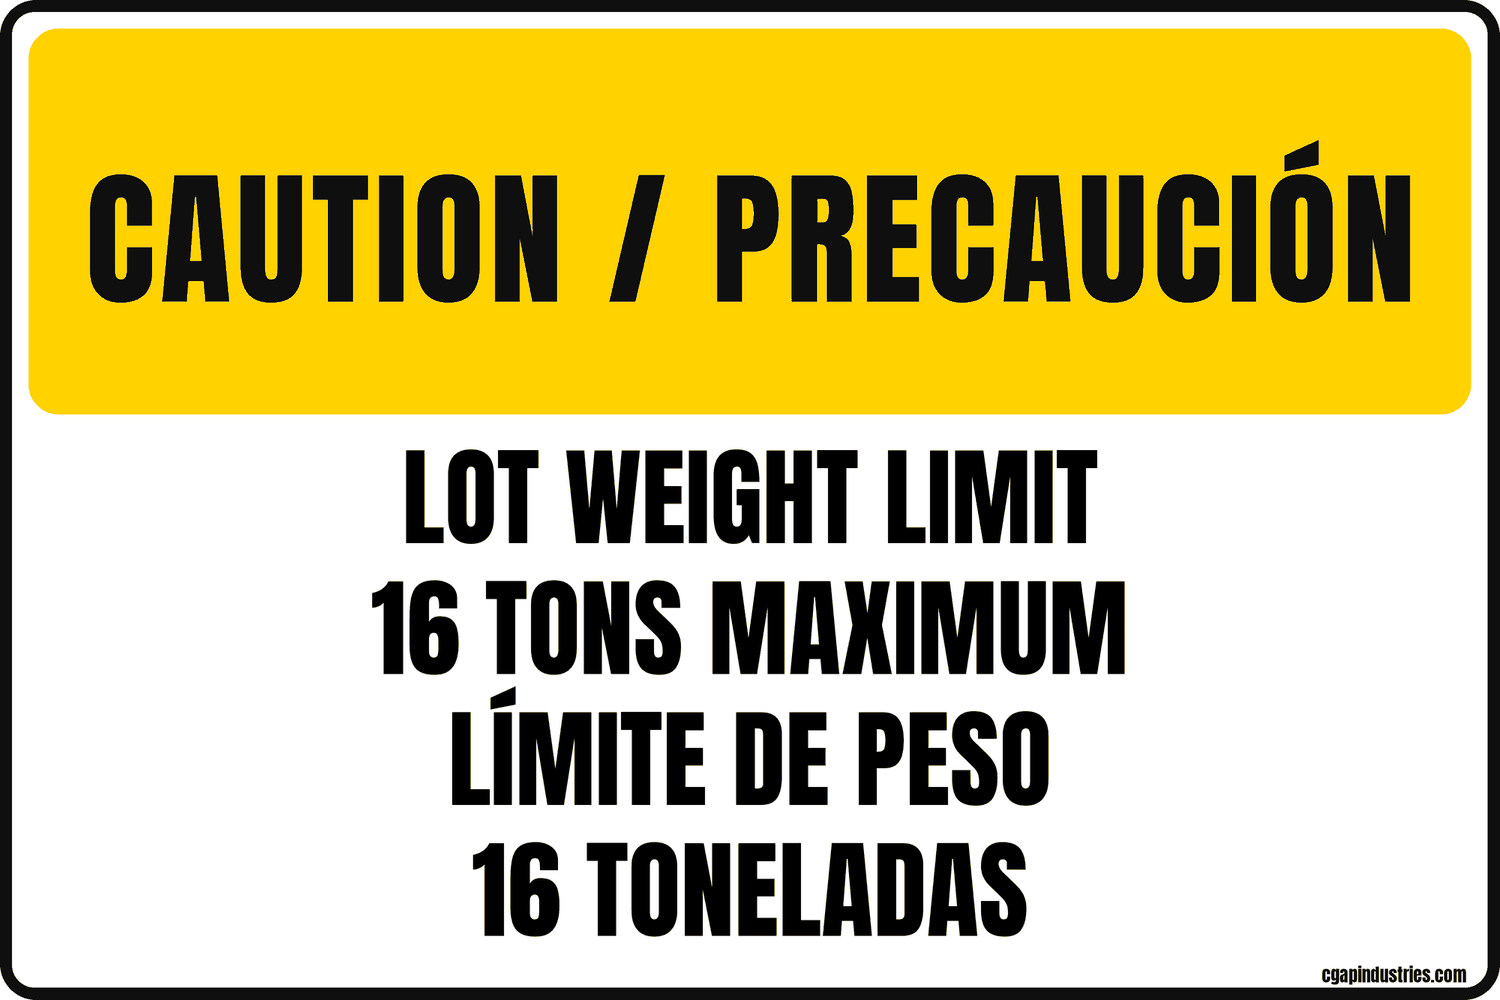 CAUTION / PRECAUCIÓN
LOT WEIGHT LIMIT
16 TONS MAXIMUM
LÍMITE DE PESO
16 TONELADAS
cgapindustries.com